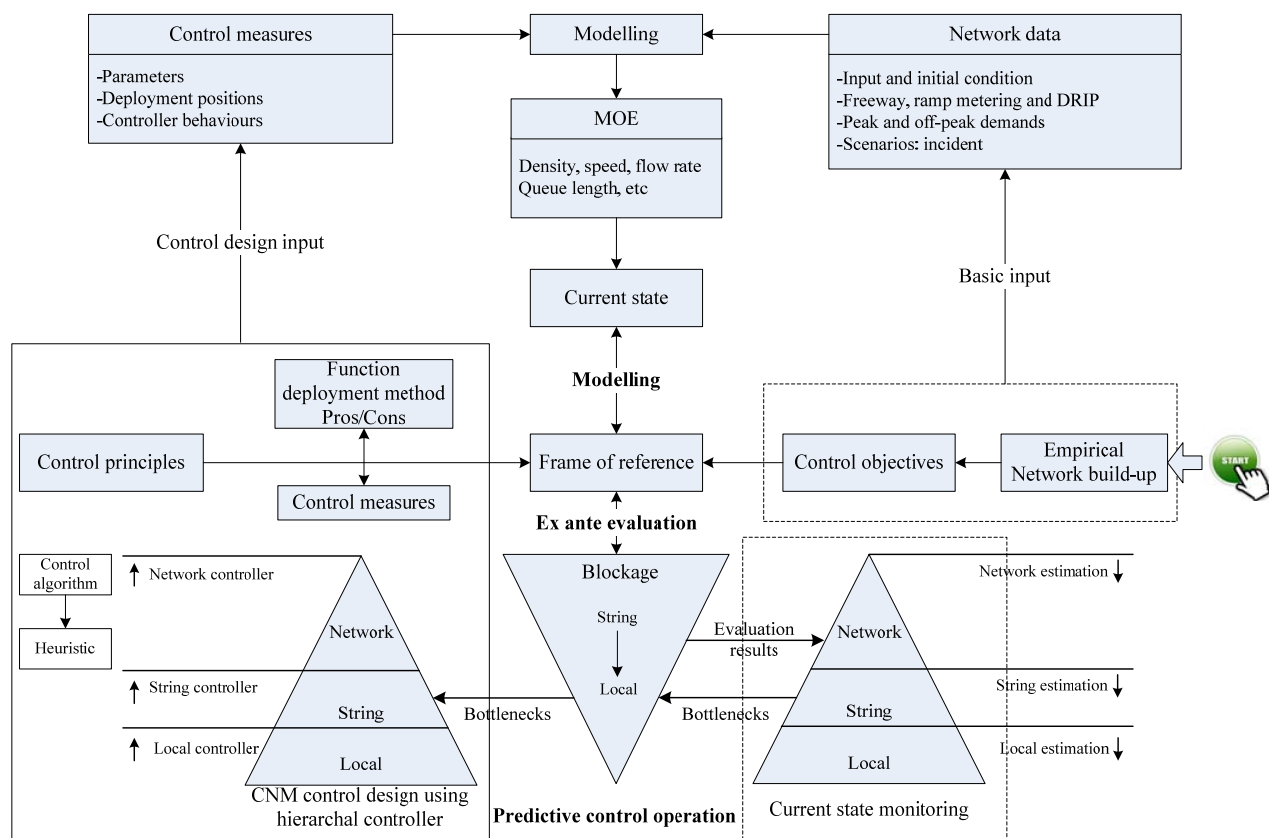 Control measures
-Parameters
-Deployment positions
-Controller behaviours
Modelling
Network data
-Input and initial condition
-Freeway, ramp metering and DRIP
-Peak and off-peak demands
-Scenarios: incident
MOE
Density, speed, flow rate
Queue length, etc
Control design input
Current state
Basic input
Modelling
Function
deployment method
Pros/Cons
Control principles
Control measures
Frame of reference
Control objectives
Empirical
Network build-up
START
Ex ante evaluation
Control
algorithm
Heuristic
Network controller
String controller
Local controller
Network
String
Local
CNM control design using
hierarchal controller
Bottlenecks
Blockage
String
Local
Predictive control operation
Evaluation
results
Bottlenecks
Network
String
Local
Current state monitoring
Network estimation
String estimation
Local estimation